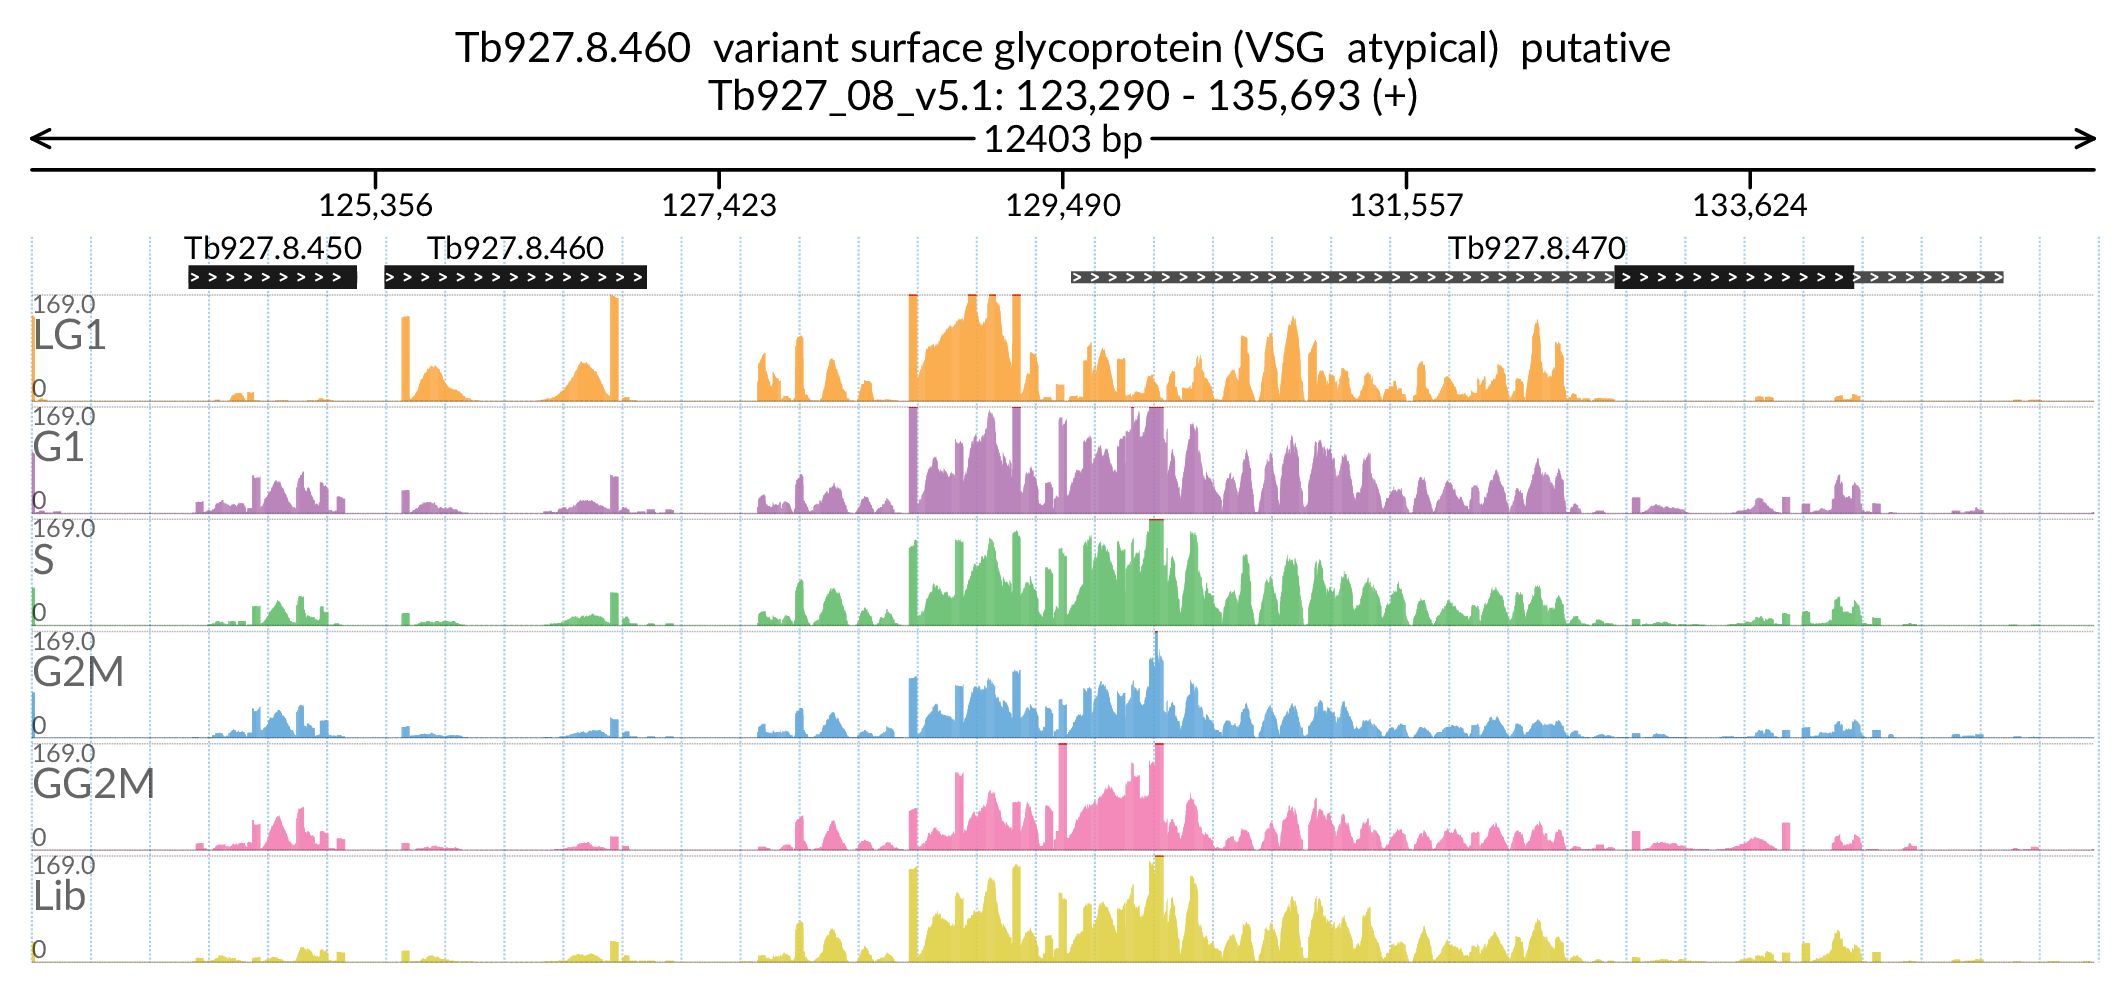 Tb927.8.460 variant surface glycoprotein (VSG atypical) putative
Tb927_08_v5.1: 123,290 - 135,693 (+)
12403 bp
125,356 127,423 129,490 131,557 133,624
Tb927.8.450 Tb927.8.460 Tb927.8.470
169.0
LG1
0
169.0
G1
0
169.0
S
0
169.0
G2M
0
169.0
GG2M
0
169.0
Lib
0